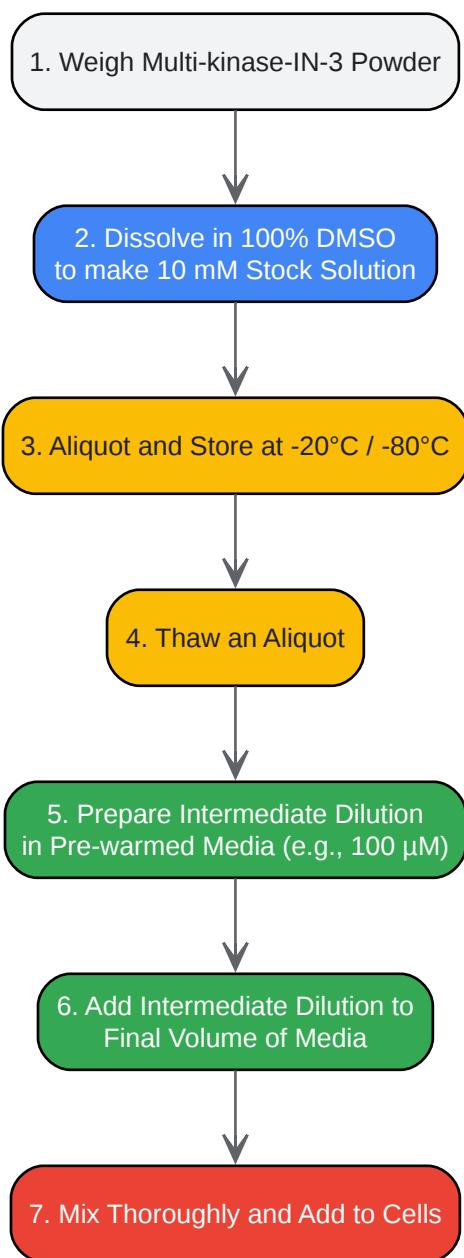 1. Weigh Multi-kinase-IN-3 Powder
2. Dissolve in 100% DMSO
to make 10 mM Stock Solution
3. Aliquot and Store at -20°C / -80°C
4. Thaw an Aliquot
5. Prepare Intermediate Dilution
in Pre-warmed Media (e.g., 100 µM)
6. Add Intermediate Dilution to
Final Volume of Media
7. Mix Thoroughly and Add to Cells